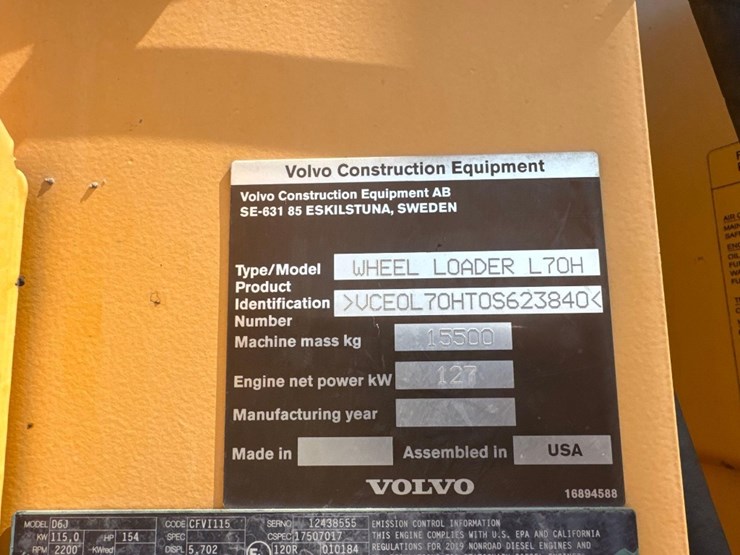 Volvo Construction Equipment
Volvo Construction Equipment AB
SE-631 85 ESKILSTUNA, SWEDEN
Type/Model WHEEL LOADER L70H
Product
Identification >VCE0L70HT0S623840<
Number
Machine mass kg 15500
Engine net power kW 127
Manufacturing year
Made in Assembled in USA
VOLVO
16894588
MODEL D6J CODE CFVI115 SERNO 12438555 EMISSION CONTROL INFORMATION
KW 115,0 HP 154 SPEC CSPEC 17507017 THIS ENGINE COMPLIES WITH U.S. EPA AND CALIFORNIA
RPM 2200 KWred DISPL 5,702 120R 010184 REGULATIONS FOR 2019 NONROAD DIESEL ENGINES AND